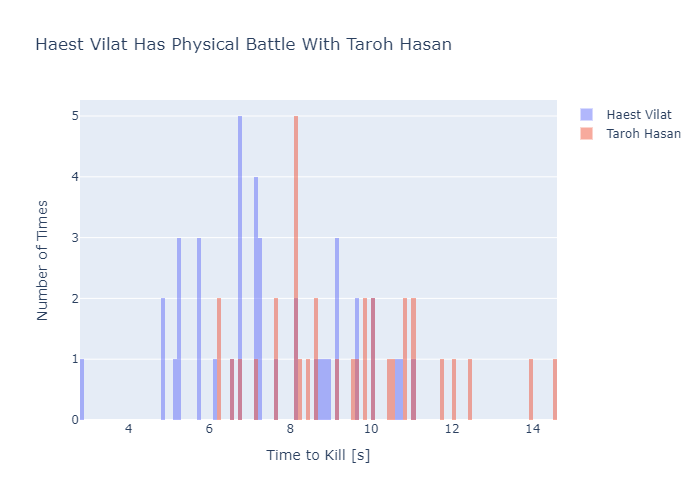 Haest Vilat Has Physical Battle With Taroh Hasan
Haest Vilat
Taroh Hasan
Number of Times
5
4
3
2
1
0
4 6 8 10 12 14
Time to Kill [s]